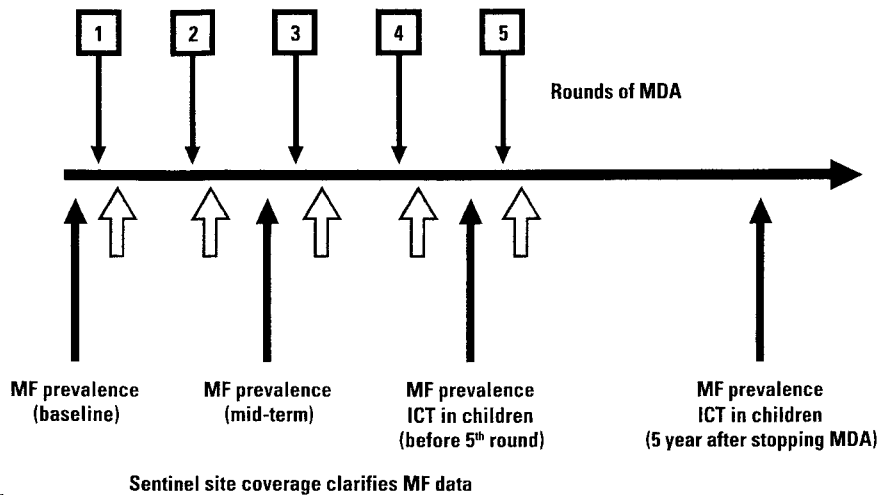 1 2 3 4 5
Rounds of MDA
MF prevalence
(baseline)
MF prevalence
(mid-term)
MF prevalence
ICT in children
(before 5th round)
MF prevalence
ICT in children
(5 year after stopping MDA)
Sentinel site coverage clarifies MF data